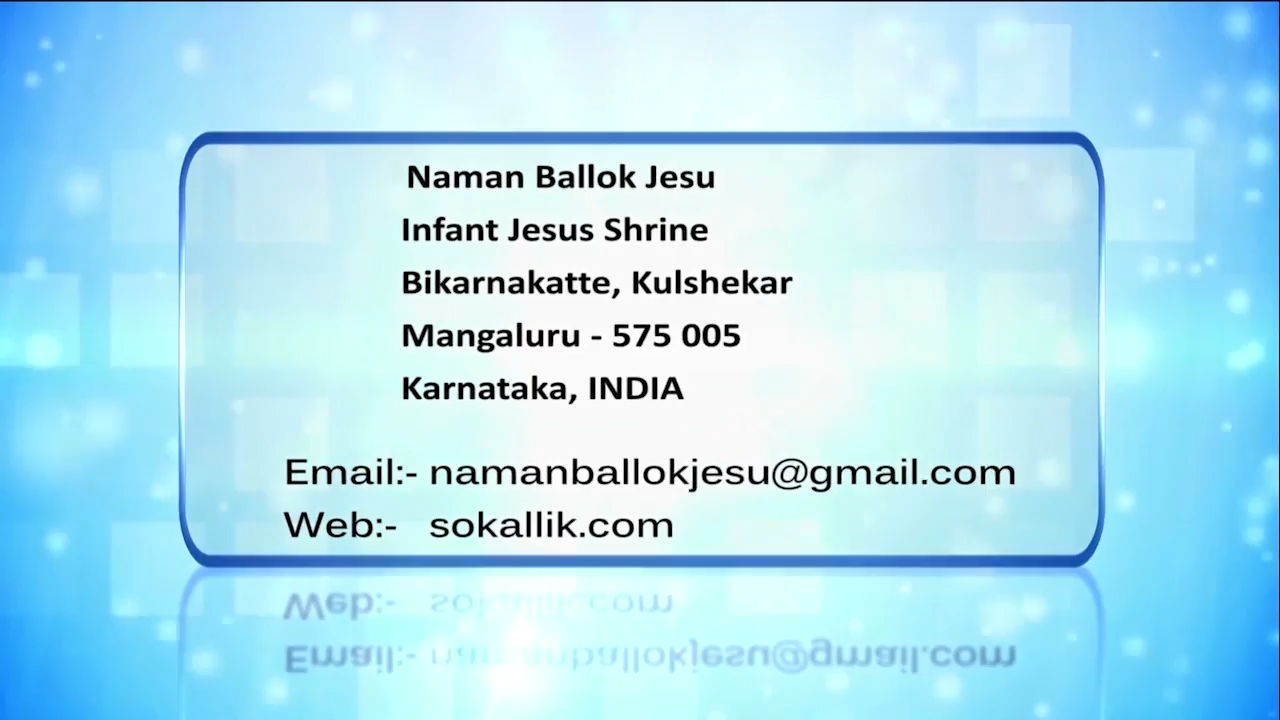 Naman Ballok Jesu
Infant Jesus Shrine
Bikarnakatte, Kulshekar
Mangaluru - 575 005
Karnataka, INDIA
Email:- namanballokjesu@gmail.com
Web:- sokallik.com